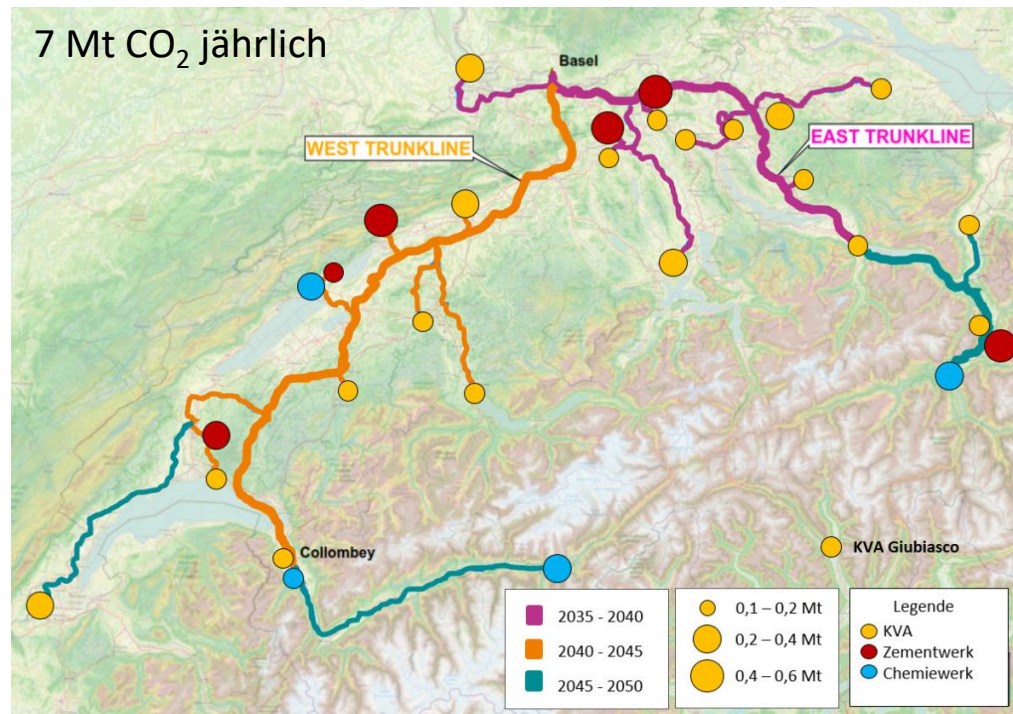 7 Mt CO₂ jährlich
Basel
WEST TRUNKLINE
EAST TRUNKLINE
Collombey
KVA Giubiasco
2035 - 2040
2040 - 2045
2045 - 2050
0,1 – 0,2 Mt
0,2 – 0,4 Mt
0,4 – 0,6 Mt
Legende
KVA
Zementwerk
Chemiewerk